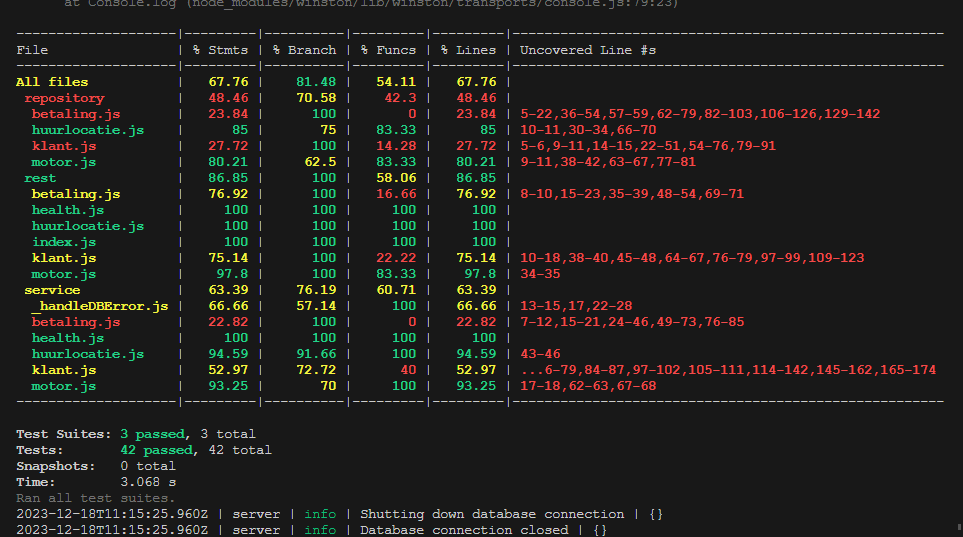 at Console.log (node_modules/winston/lib/winston/transports/console.js:79:23)
--------------------|---------|----------|---------|---------|------------------------------------------------------
File                | % Stmts | % Branch | % Funcs | % Lines | Uncovered Line #s
--------------------|---------|----------|---------|---------|------------------------------------------------------
All files           |   67.76 |    81.48 |   54.11 |   67.76 |
 repository         |   48.46 |    70.58 |    42.3 |   48.46 |
  betaling.js       |   23.84 |      100 |       0 |   23.84 | 5-22,36-54,57-59,62-79,82-103,106-126,129-142
  huurlocatie.js    |      85 |       75 |   83.33 |      85 | 10-11,30-34,66-70
  klant.js          |   27.72 |      100 |   14.28 |   27.72 | 5-6,9-11,14-15,22-51,54-76,79-91
  motor.js          |   80.21 |     62.5 |   83.33 |   80.21 | 9-11,38-42,63-67,77-81
 rest               |   86.85 |      100 |   58.06 |   86.85 |
  betaling.js       |   76.92 |      100 |   16.66 |   76.92 | 8-10,15-23,35-39,48-54,69-71
  health.js         |     100 |      100 |     100 |     100 |
  huurlocatie.js    |     100 |      100 |     100 |     100 |
  index.js          |     100 |      100 |     100 |     100 |
  klant.js          |   75.14 |      100 |   22.22 |   75.14 | 10-18,38-40,45-48,64-67,76-79,97-99,109-123
  motor.js          |    97.8 |      100 |   83.33 |    97.8 | 34-35
 service            |   63.39 |    76.19 |   60.71 |   63.39 |
  _handleDBError.js |   66.66 |    57.14 |     100 |   66.66 | 13-15,17,22-28
  betaling.js       |   22.82 |      100 |       0 |   22.82 | 7-12,15-21,24-46,49-73,76-85
  health.js         |     100 |      100 |     100 |     100 |
  huurlocatie.js    |   94.59 |    91.66 |     100 |   94.59 | 43-46
  klant.js          |   52.97 |    72.72 |      40 |   52.97 | ...6-79,84-87,97-102,105-111,114-142,145-162,165-174
  motor.js          |   93.25 |       70 |     100 |   93.25 | 17-18,62-63,67-68
--------------------|---------|----------|---------|---------|------------------------------------------------------
Test Suites: 3 passed, 3 total
Tests:       42 passed, 42 total
Snapshots:   0 total
Time:        3.068 s
Ran all test suites.
2023-12-18T11:15:25.960Z | server | info | Shutting down database connection | {}
2023-12-18T11:15:25.960Z | server | info | Database connection closed | {}